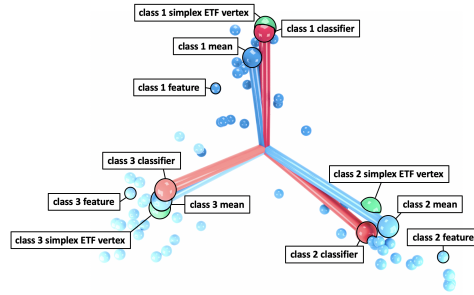 class 1 simplex ETF vertex
class 1 classifier
class 1 mean
class 1 feature
class 3 classifier
class 2 simplex ETF vertex
class 3 feature
class 3 mean
class 2 mean
class 3 simplex ETF vertex
class 2 classifier
class 2 feature